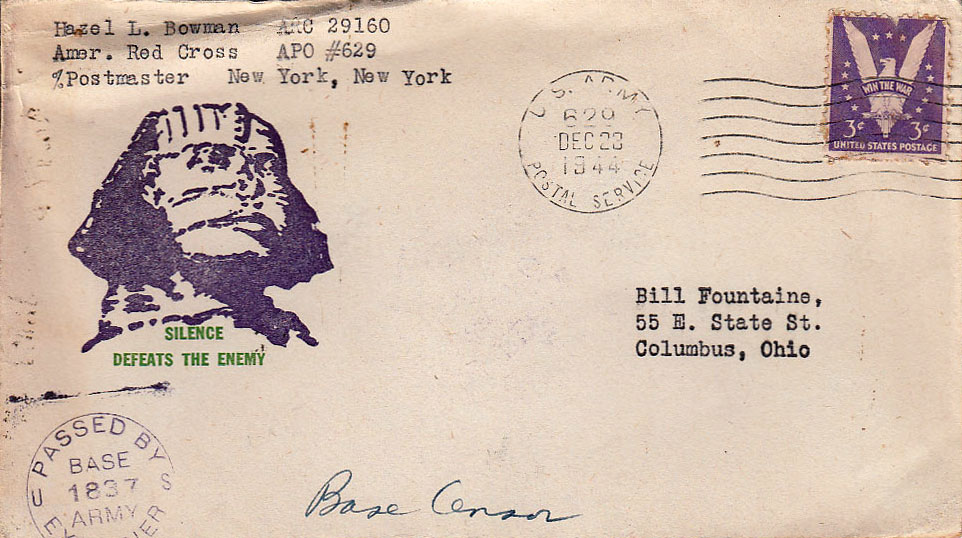 Hazel L. Bowman ARC 29160
Amer. Red Cross APO #629
%Postmaster New York, New York
U.S. ARMY
629
DEC 23
1944
POSTAL SERVICE
WIN THE WAR
3¢ 3¢
UNITED STATES POSTAGE
Bill Fountaine,
55 E. State St.
Columbus, Ohio
SILENCE
DEFEATS THE ENEMY
PASSED BY
BASE
1837
ARMY
U S
Base Censor